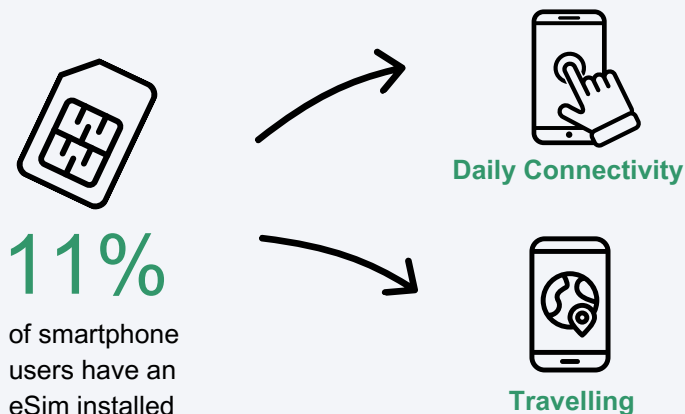 Daily Connectivity
11%
of smartphone
users have an
eSim installed
Travelling